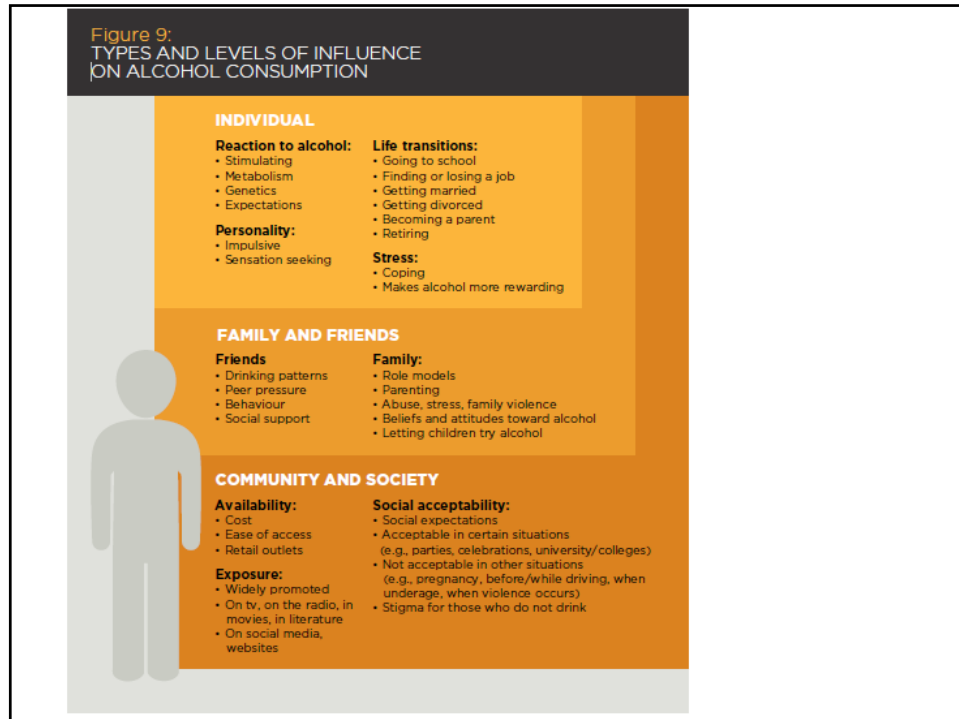 Figure 9:
TYPES AND LEVELS OF INFLUENCE
ON ALCOHOL CONSUMPTION
INDIVIDUAL
Reaction to alcohol:
• Stimulating
• Metabolism
• Genetics
• Expectations
Personality:
• Impulsive
• Sensation seeking
Life transitions:
• Going to school
• Finding or losing a job
• Getting married
• Getting divorced
• Becoming a parent
• Retiring
Stress:
• Coping
• Makes alcohol more rewarding
FAMILY AND FRIENDS
Friends
• Drinking patterns
• Peer pressure
• Behaviour
• Social support
Family:
• Role models
• Parenting
• Abuse, stress, family violence
• Beliefs and attitudes toward alcohol
• Letting children try alcohol
COMMUNITY AND SOCIETY
Availability:
• Cost
• Ease of access
• Retail outlets
Exposure:
• Widely promoted
• On tv, on the radio, in
movies, in literature
• On social media,
websites
Social acceptability:
• Social expectations
• Acceptable in certain situations
(e.g., parties, celebrations, university/colleges)
• Not acceptable in other situations
(e.g., pregnancy, before/while driving, when
underage, when violence occurs)
• Stigma for those who do not drink